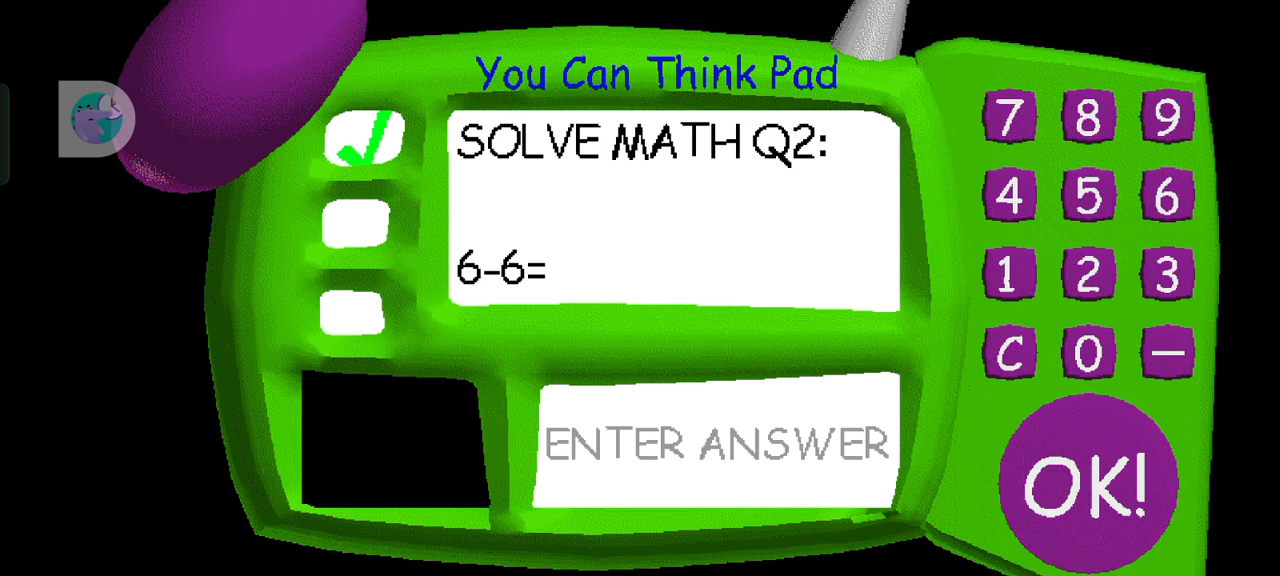 You Can Think Pad
SOLVE MATH Q2:
6-6=
ENTER ANSWER
7 8 9
4 5 6
1 2 3
C 0 —
OK!